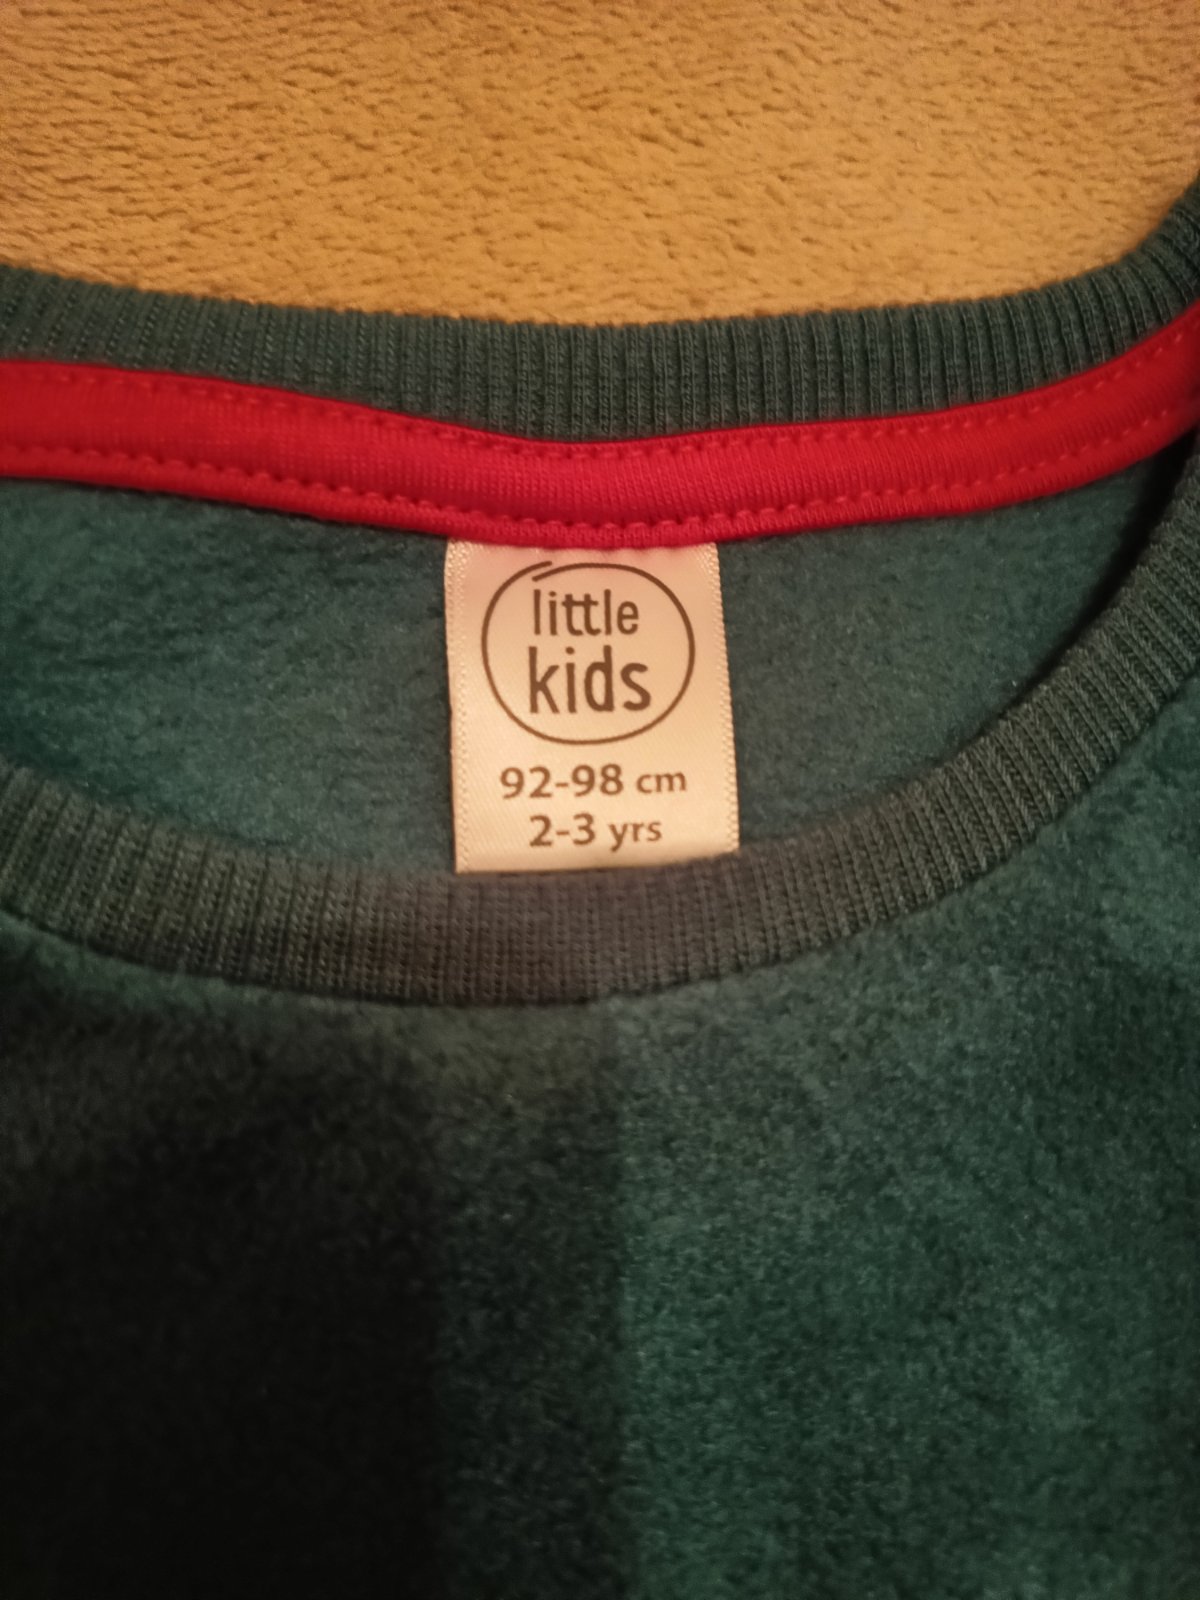 little
kids
92-98 cm
2-3 yrs